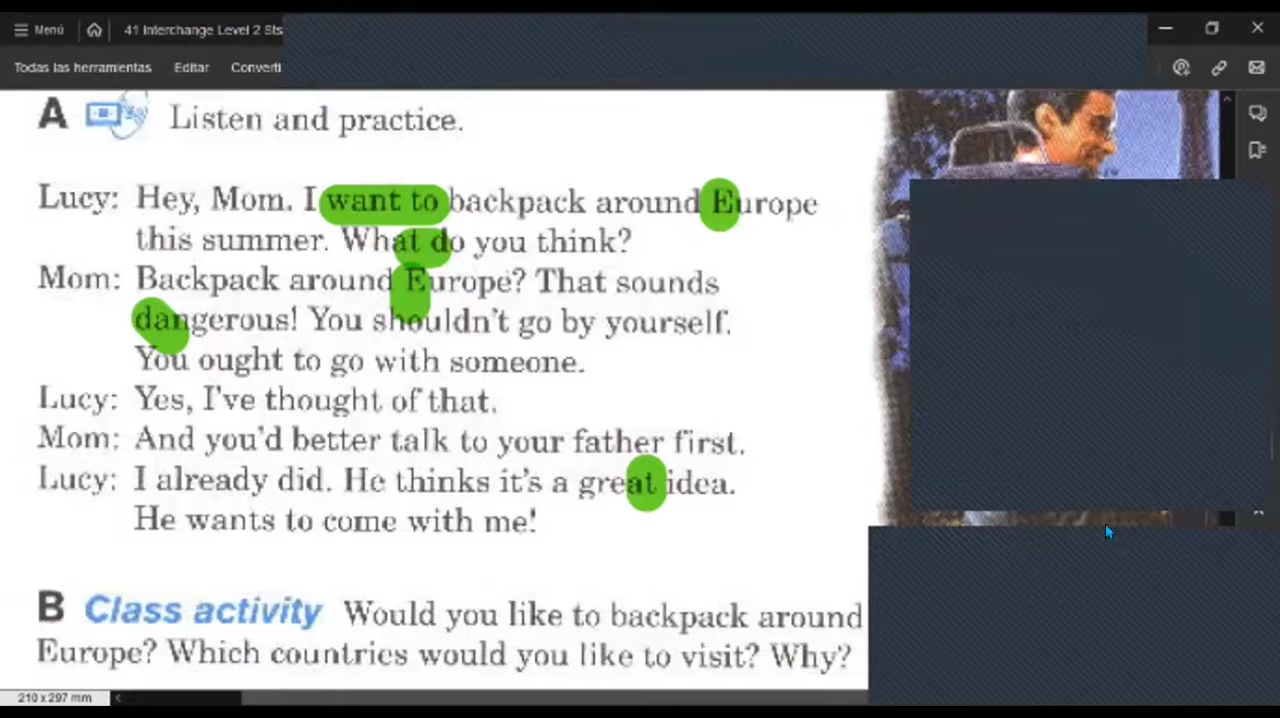 Menú 41 Interchange Level 2 Sts
Todas las herramientas Editar Converti
A Listen and practice.
Lucy: Hey, Mom. I want to backpack around Europe
this summer. What do you think?
Mom: Backpack around Europe? That sounds
dangerous! You shouldn't go by yourself.
You ought to go with someone.
Lucy: Yes, I've thought of that.
Mom: And you'd better talk to your father first.
Lucy: I already did. He thinks it's a great idea.
He wants to come with me!
B Class activity Would you like to backpack around
Europe? Which countries would you like to visit? Why?
210 x 297 mm